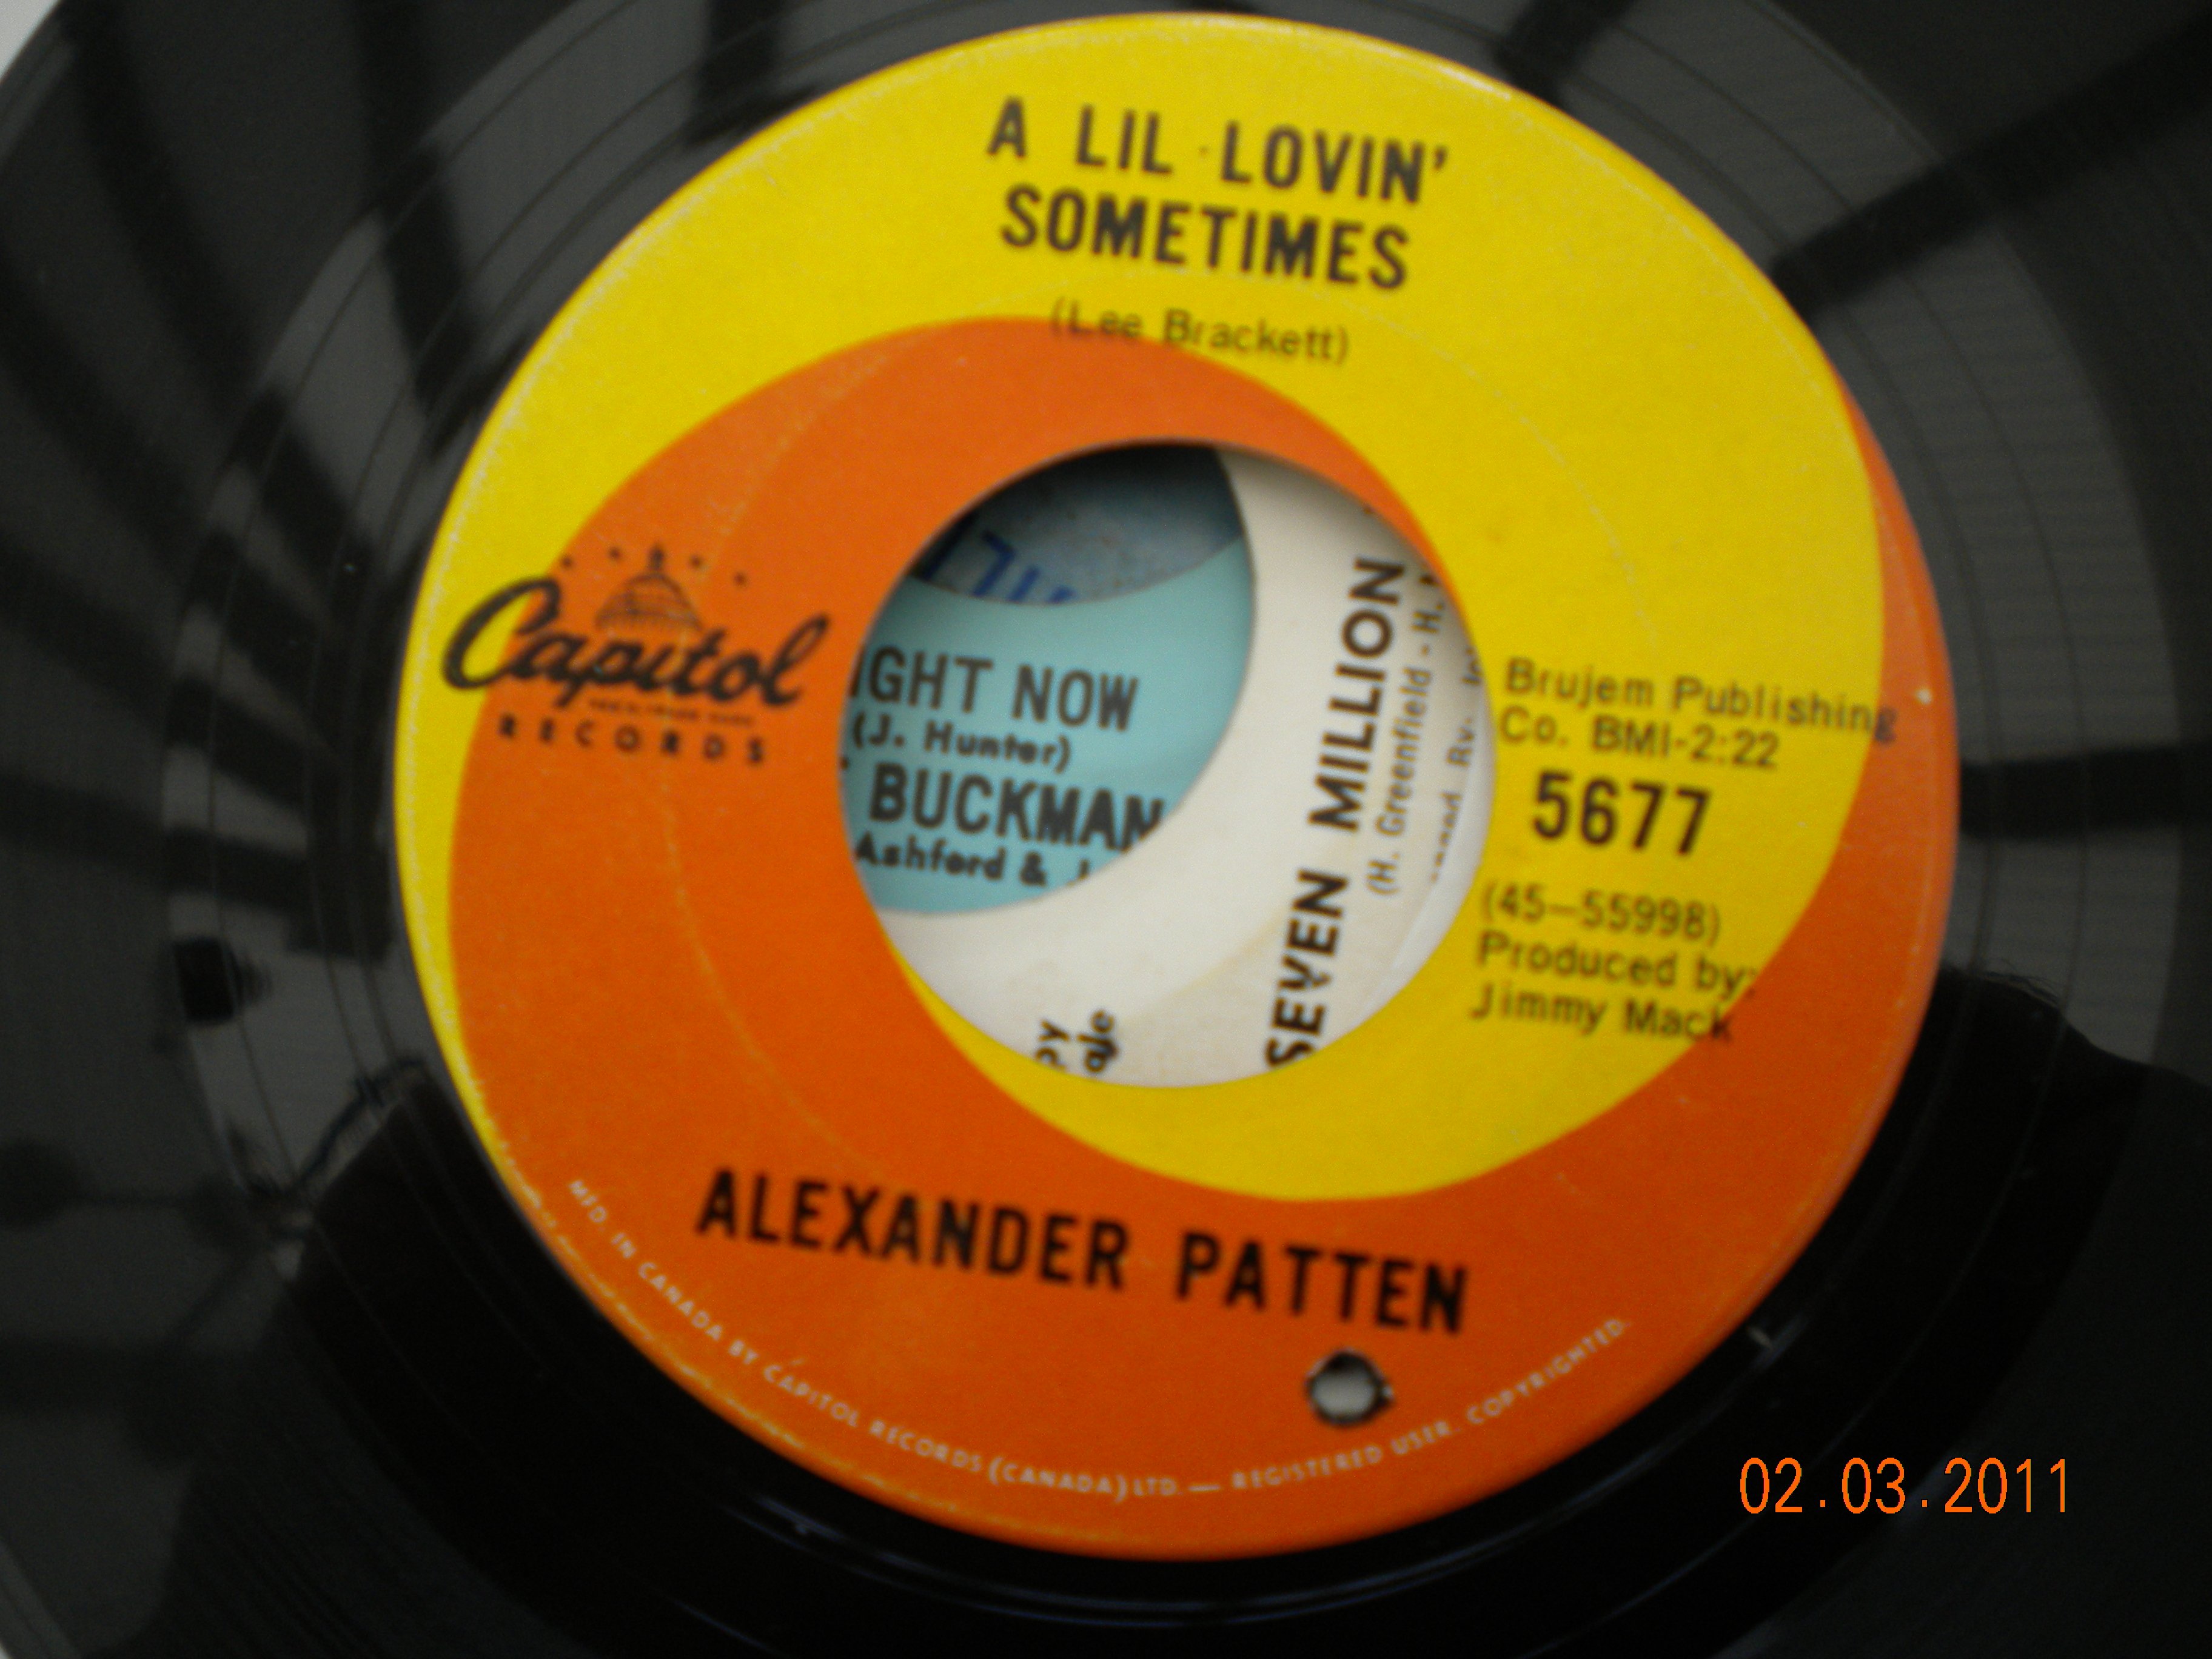 A LIL LOVIN'
SOMETIMES
(Lee Brackett)
Capitol
RECORDS
IGHT NOW
(J. Hunter)
BUCKMAN
Ashford &
SEVEN MILLION
(H. Greenfield - H.
Brujem Publishing
Co. BMI-2:22
5677
(45-55998)
Produced by:
Jimmy Mack
ALEXANDER PATTEN
MFD. IN CANADA BY CAPITOL RECORDS (CANADA) LTD. — REGISTERED USER. COPYRIGHTED.
02.03.2011